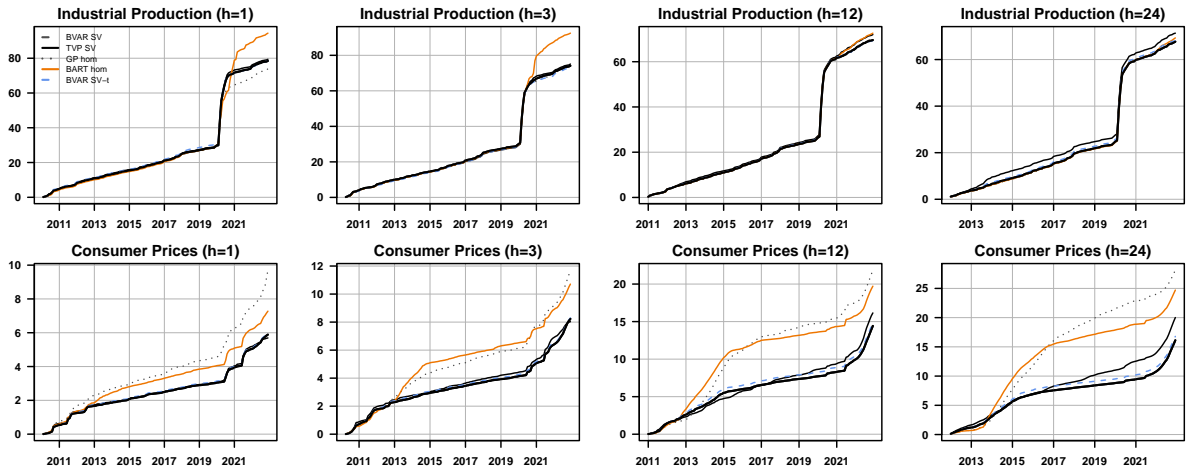 Industrial Production (h=1)
80
60
40
20
0
BVAR SV
TVP SV
GP hom
BART hom
BVAR SV-t
2011 2013 2015 2017 2019 2021
Industrial Production (h=3)
80
60
40
20
0
2011 2013 2015 2017 2019 2021
Industrial Production (h=12)
60
40
20
0
2011 2013 2015 2017 2019 2021
Industrial Production (h=24)
60
40
20
0
2013 2015 2017 2019 2021
Consumer Prices (h=1)
10
8
6
4
2
0
2011 2013 2015 2017 2019 2021
Consumer Prices (h=3)
12
10
8
6
4
2
0
2011 2013 2015 2017 2019 2021
Consumer Prices (h=12)
20
15
10
5
0
2011 2013 2015 2017 2019 2021
Consumer Prices (h=24)
25
20
15
10
5
0
2013 2015 2017 2019 2021